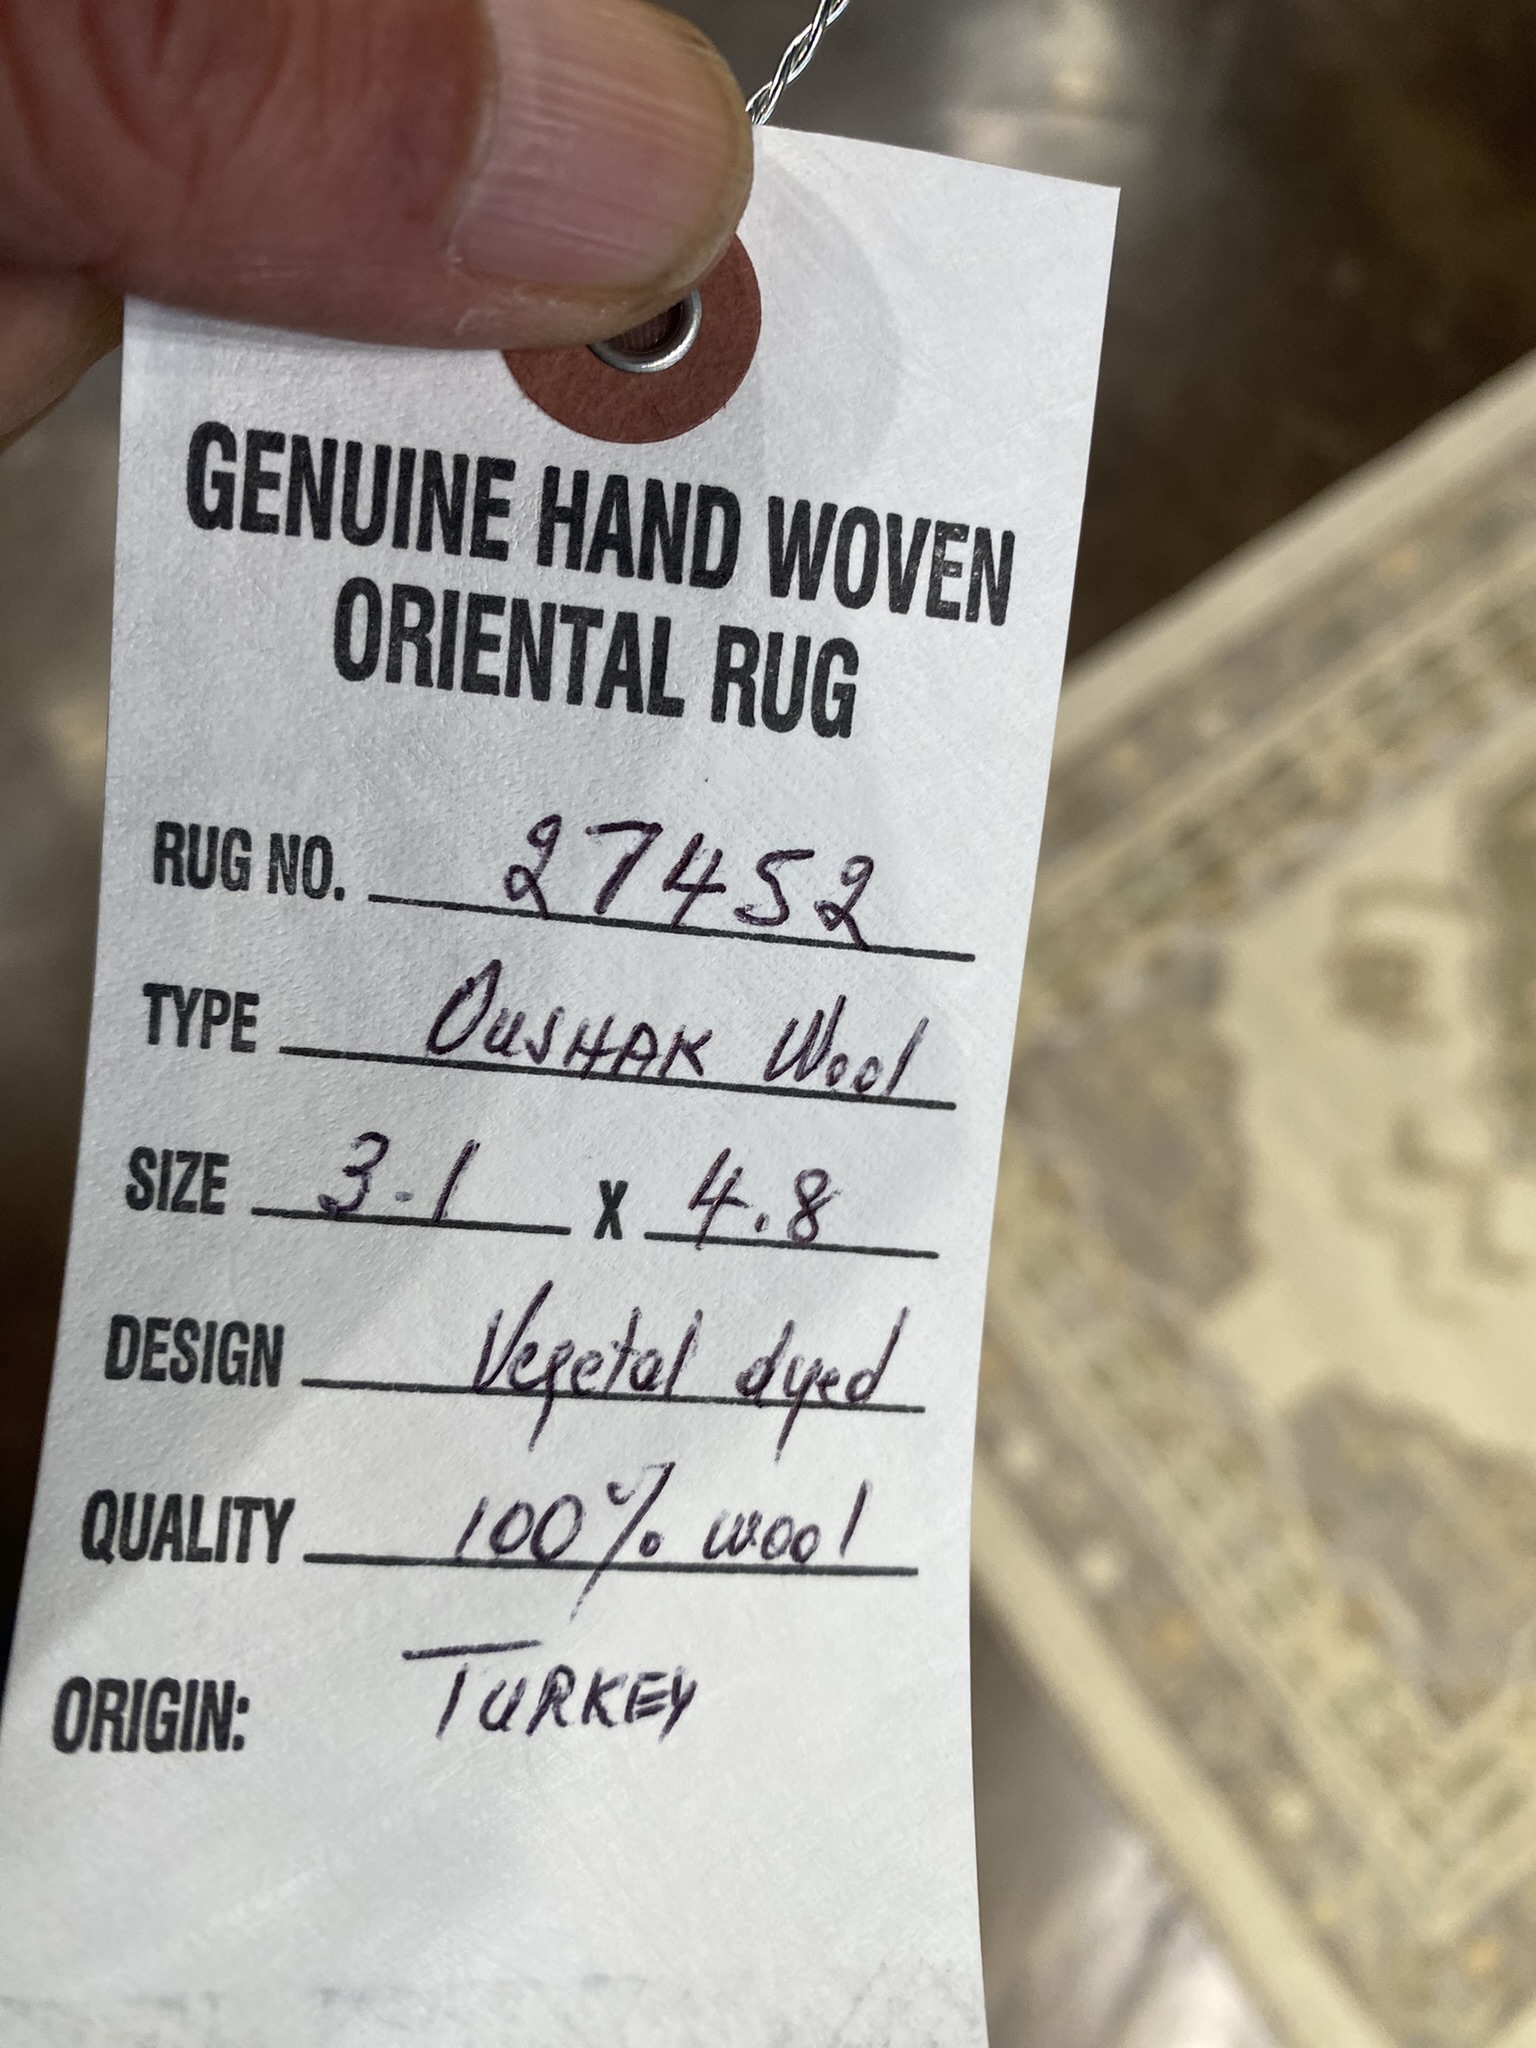 GENUINE HAND WOVEN
ORIENTAL RUG
RUG NO. 27452
TYPE OUSHAK Wool
SIZE 3.1 X 4.8
DESIGN Vegetal dyed
QUALITY 100% wool
ORIGIN: TURKEY